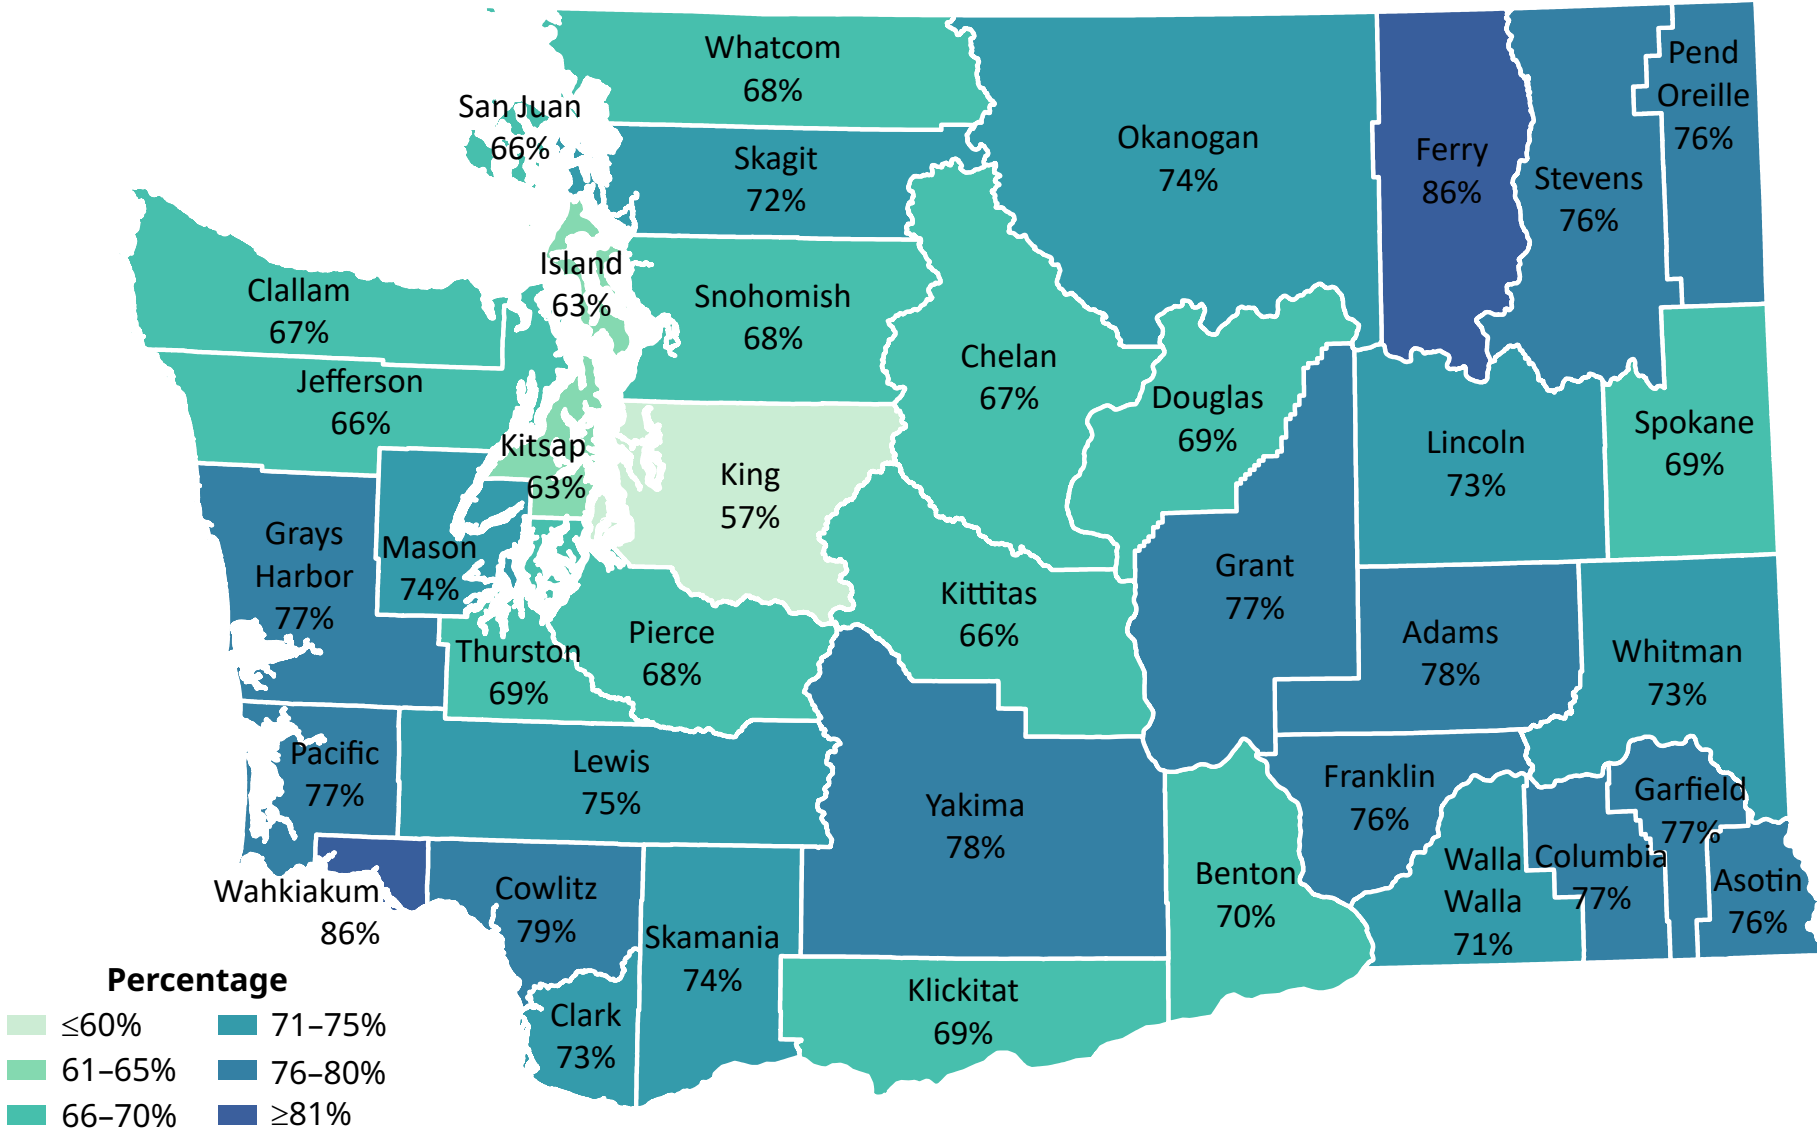 Whatcom
68%
San Juan
66%
Skagit
72%
Okanogan
74%
Ferry
86%
Stevens
76%
Pend
Oreille
76%
Island
63%
Clallam
67%
Snohomish
68%
Jefferson
66%
Chelan
67%
Douglas
69%
Kitsap
63%
King
57%
Lincoln
73%
Spokane
69%
Grays
Harbor
77%
Mason
74%
Kittitas
66%
Grant
77%
Adams
78%
Whitman
73%
Thurston
69%
Pierce
68%
Pacific
77%
Lewis
75%
Yakima
78%
Franklin
76%
Garfield
77%
Benton
70%
Walla
Walla
71%
Columbia
77%
Asotin
76%
Wahkiakum
86%
Cowlitz
79%
Skamania
74%
Klickitat
69%
Clark
73%
Percentage
≤60%
61–65%
66–70%
71–75%
76–80%
≥81%